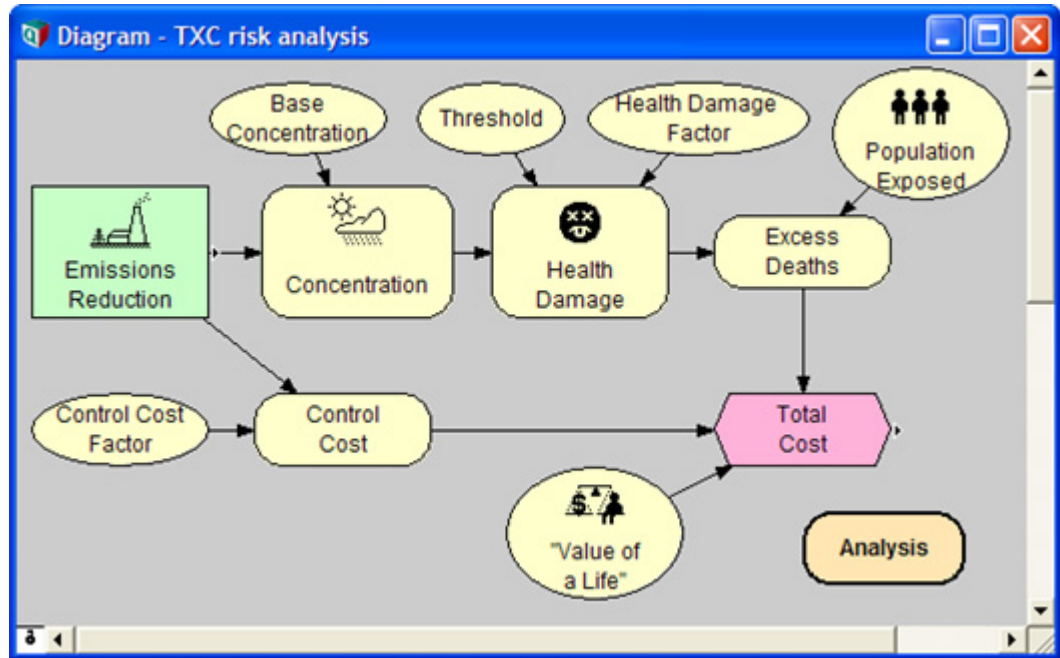 Diagram - TXC risk analysis
Base
Concentration
Threshold
Health Damage
Factor
Population
Exposed
Emissions
Reduction
Concentration
Health
Damage
Excess
Deaths
Control Cost
Factor
Control
Cost
Total
Cost
$
"Value of
a Life"
Analysis